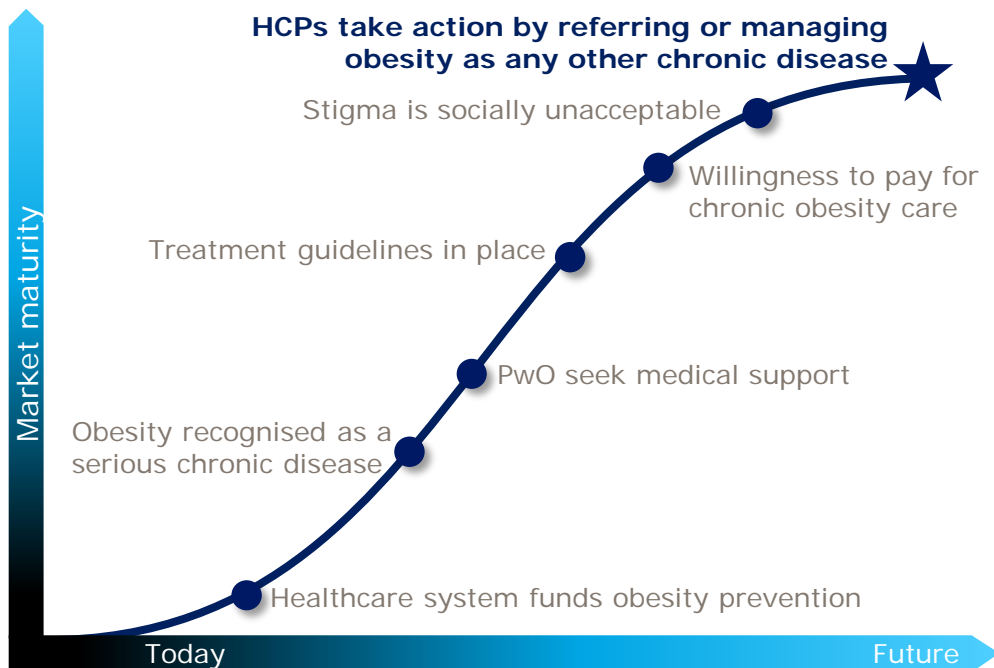 HCPs take action by referring or managing
obesity as any other chronic disease
Stigma is socially unacceptable
Willingness to pay for
chronic obesity care
Treatment guidelines in place
PwO seek medical support
Obesity recognised as a
serious chronic disease
Healthcare system funds obesity prevention
Market maturity
Today
Future